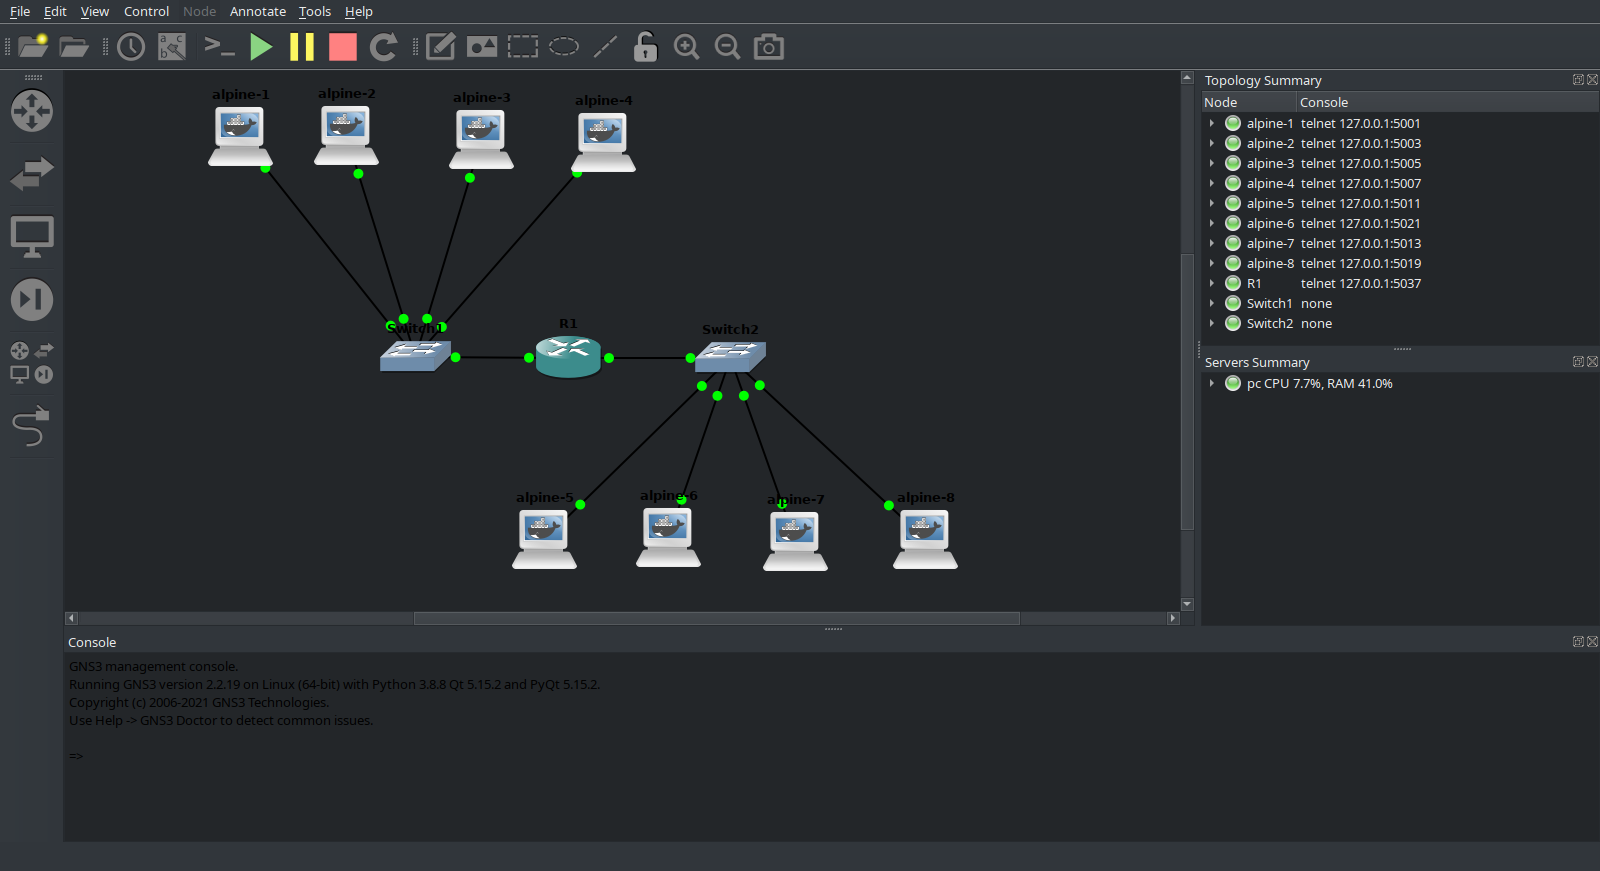 File Edit View Control Node Annotate Tools Help
a c
b
alpine-1
alpine-2
alpine-3
alpine-4
Switch1
R1
Switch2
alpine-5
alpine-6
alpine-7
alpine-8
Topology Summary
Node Console
alpine-1 telnet 127.0.0.1:5001
alpine-2 telnet 127.0.0.1:5003
alpine-3 telnet 127.0.0.1:5005
alpine-4 telnet 127.0.0.1:5007
alpine-5 telnet 127.0.0.1:5011
alpine-6 telnet 127.0.0.1:5021
alpine-7 telnet 127.0.0.1:5013
alpine-8 telnet 127.0.0.1:5019
R1 telnet 127.0.0.1:5037
Switch1 none
Switch2 none
Servers Summary
pc CPU 7.7%, RAM 41.0%
Console
GNS3 management console.
Running GNS3 version 2.2.19 on Linux (64-bit) with Python 3.8.8 Qt 5.15.2 and PyQt 5.15.2.
Copyright (c) 2006-2021 GNS3 Technologies.
Use Help -> GNS3 Doctor to detect common issues.
=>